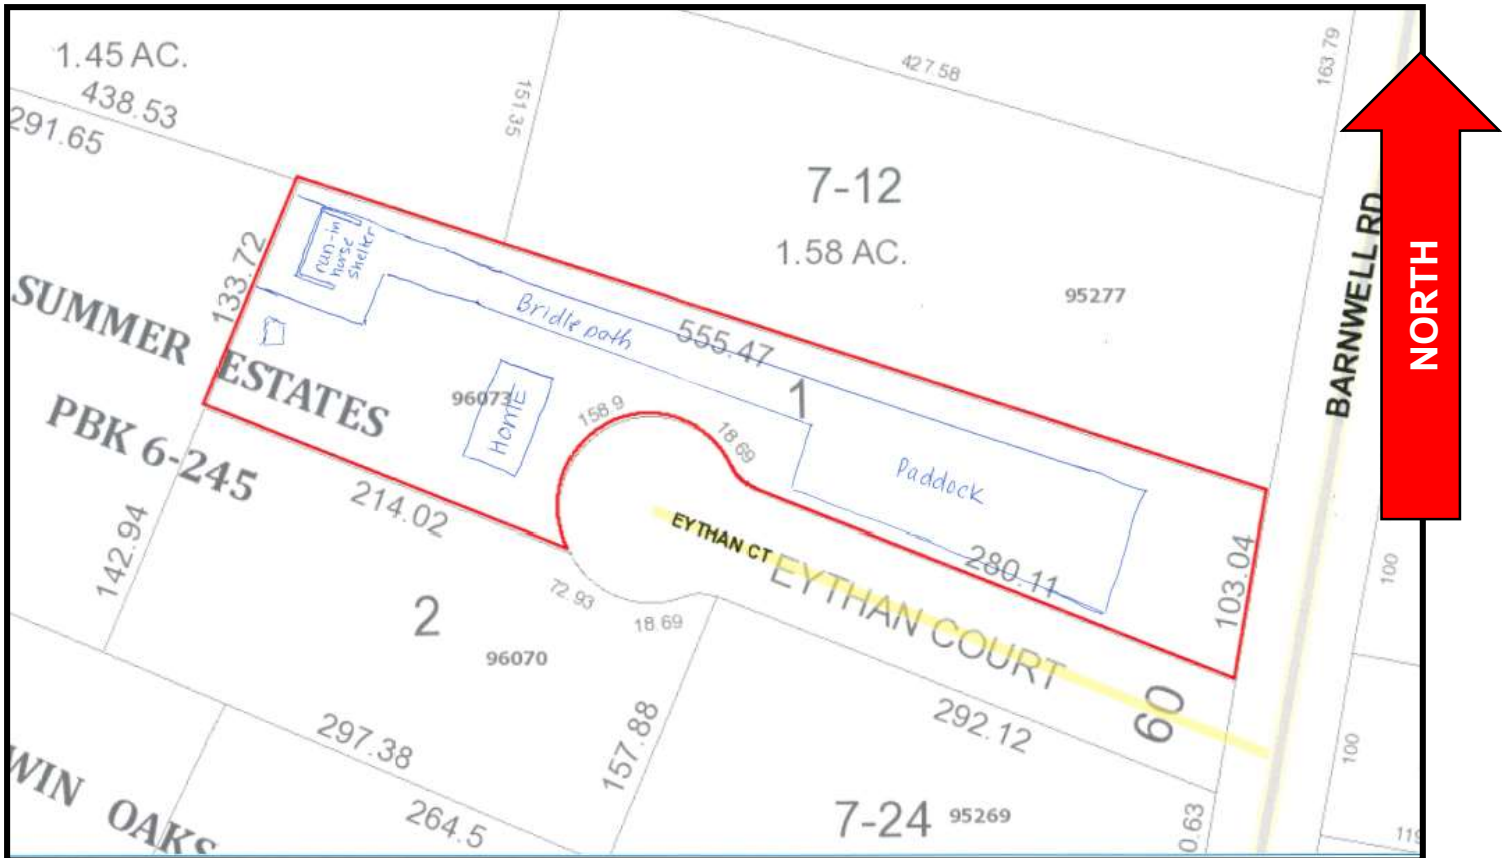 1.45 AC.
438.53
291.65
151.35
427.58
163.79
7-12
1.58 AC.
95277
BARNWELL RD
NORTH
133.72
run-in
horse
shelter
Bridle path
555.47
1
SUMMER ESTATES
PBK 6-245
96073
HOME
158.9
18.69
Paddock
280.11
103.04
214.02
142.94
EYTHAN CT
EYTHAN COURT
60
72.93
18.69
2
96070
157.88
292.12
297.38
264.5
7-24
95269
0.63
100
100
WIN OAKS